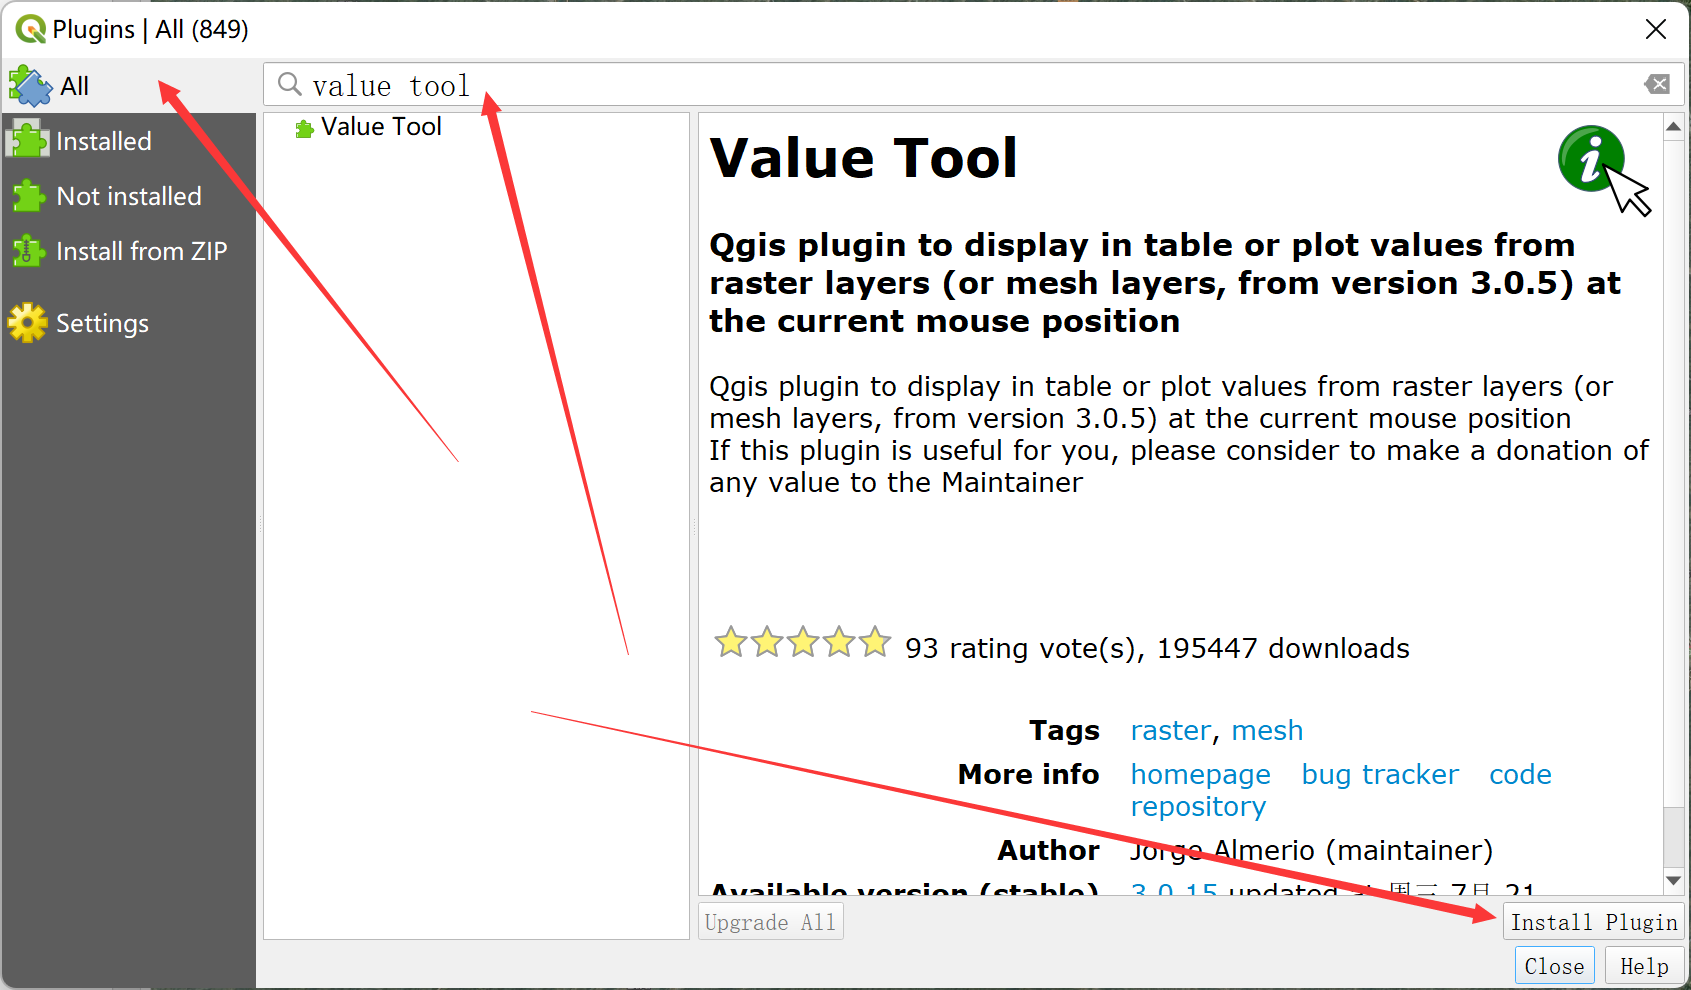 Plugins | All (849)
All
value tool
Installed
Not installed
Install from ZIP
Settings
Value Tool
Value Tool
Qgis plugin to display in table or plot values from
raster layers (or mesh layers, from version 3.0.5) at
the current mouse position
Qgis plugin to display in table or plot values from raster layers (or
mesh layers, from version 3.0.5) at the current mouse position
If this plugin is useful for you, please consider to make a donation of
any value to the Maintainer
93 rating vote(s), 195447 downloads
Tags raster, mesh
More info homepage bug tracker code
repository
Author Jorge Almerio (maintainer)
Available version (stable) 3.0.15 updated at 周三 7月 21
Upgrade All
Install Plugin
Close
Help